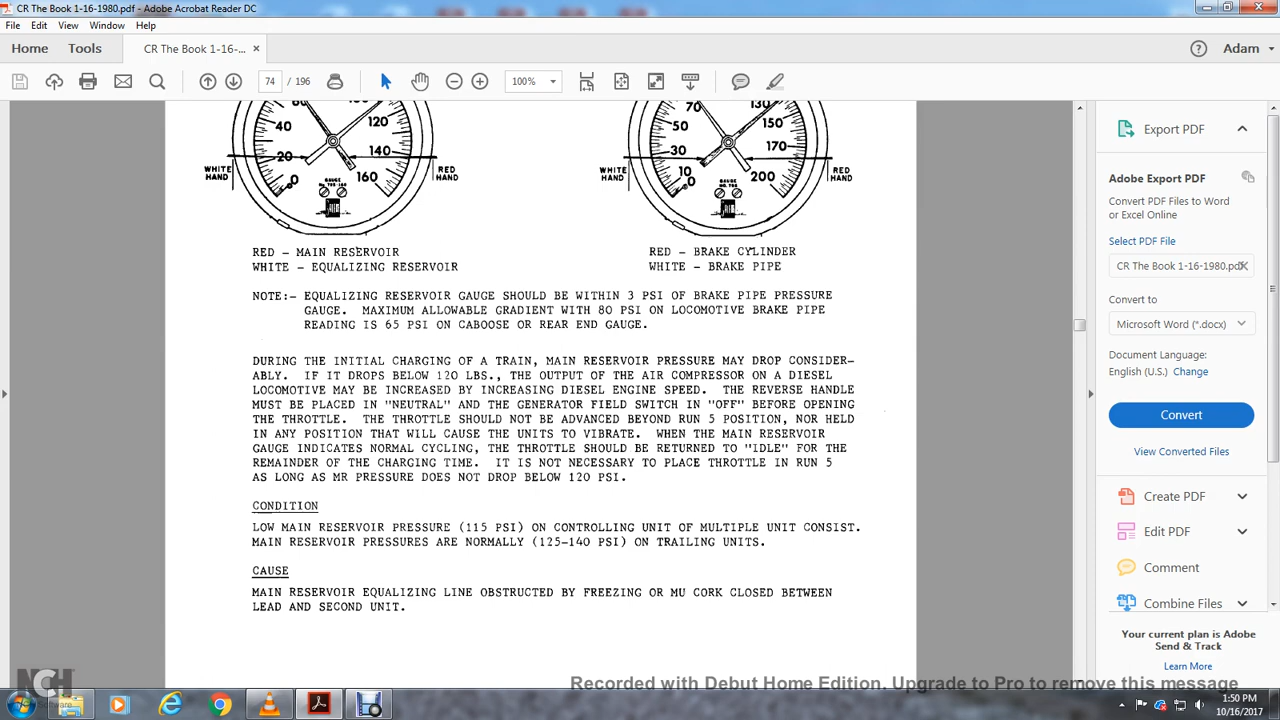 CR The Book 1-16-1980.pdf - Adobe Acrobat Reader DC
File Edit View Window Help
Home Tools CR The Book 1-16-... × Adam
74 / 196 100%
60 120 40 140 20 160 0
70 130 50 150 30 170 10 0 200
WHITE HAND RED HAND WHITE HAND RED HAND
GAUGE GAUGE
RED - MAIN RESERVOIR RED - BRAKE CYLINDER
WHITE - EQUALIZING RESERVOIR WHITE - BRAKE PIPE
NOTE:- EQUALIZING RESERVOIR GAUGE SHOULD BE WITHIN 3 PSI OF BRAKE PIPE PRESSURE
GAUGE. MAXIMUM ALLOWABLE GRADIENT WITH 80 PSI ON LOCOMOTIVE BRAKE PIPE
READING IS 65 PSI ON CABOOSE OR REAR END GAUGE.
DURING THE INITIAL CHARGING OF A TRAIN, MAIN RESERVOIR PRESSURE MAY DROP CONSIDER-
ABLY. IF IT DROPS BELOW 120 LBS., THE OUTPUT OF THE AIR COMPRESSOR ON A DIESEL
LOCOMOTIVE MAY BE INCREASED BY INCREASING DIESEL ENGINE SPEED. THE REVERSE HANDLE
MUST BE PLACED IN "NEUTRAL" AND THE GENERATOR FIELD SWITCH IN "OFF" BEFORE OPENING
THE THROTTLE. THE THROTTLE SHOULD NOT BE ADVANCED BEYOND RUN 5 POSITION, NOR HELD
IN ANY POSITION THAT WILL CAUSE THE UNITS TO VIBRATE. WHEN THE MAIN RESERVOIR
GAUGE INDICATES NORMAL CYCLING, THE THROTTLE SHOULD BE RETURNED TO "IDLE" FOR THE
REMAINDER OF THE CHARGING TIME. IT IS NOT NECESSARY TO PLACE THROTTLE IN RUN 5
AS LONG AS MR PRESSURE DOES NOT DROP BELOW 120 PSI.
CONDITION
LOW MAIN RESERVOIR PRESSURE (115 PSI) ON CONTROLLING UNIT OF MULTIPLE UNIT CONSIST.
MAIN RESERVOIR PRESSURES ARE NORMALLY (125-140 PSI) ON TRAILING UNITS.
CAUSE
MAIN RESERVOIR EQUALIZING LINE OBSTRUCTED BY FREEZING OR MU CORK CLOSED BETWEEN
LEAD AND SECOND UNIT.
Export PDF
Adobe Export PDF
Convert PDF Files to Word
or Excel Online
Select PDF File
CR The Book 1-16-1980.pdf
Convert to
Microsoft Word (*.docx)
Document Language:
English (U.S.) Change
Convert
View Converted Files
Create PDF
Edit PDF
Comment
Combine Files
Your current plan is Adobe
Send & Track
Learn More
NCH Software
Recorded with Debut Home Edition. Upgrade to Pro to remove this message
1:50 PM
10/16/2017